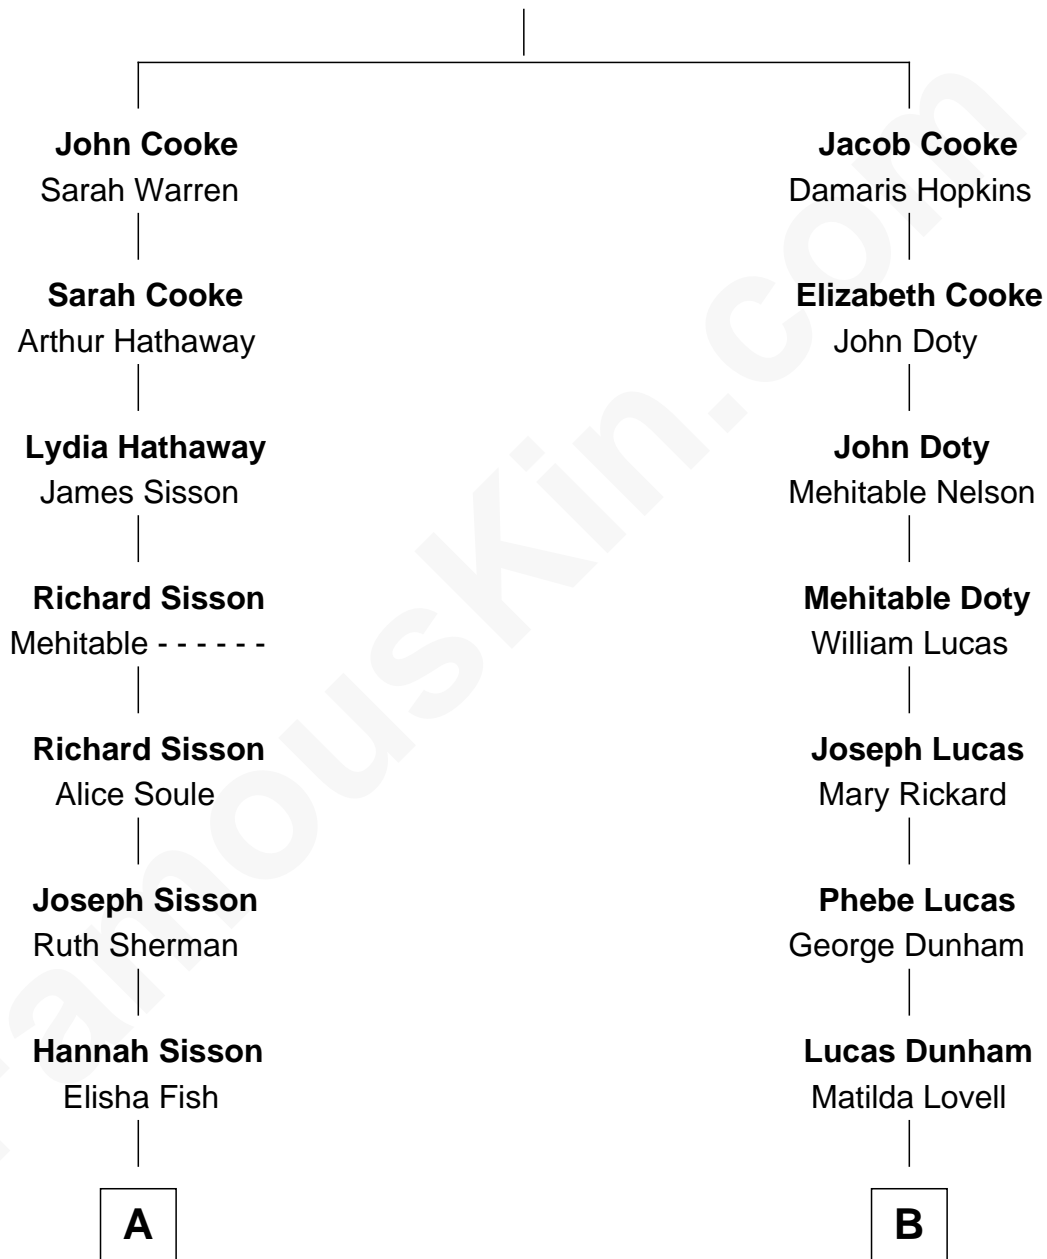 John Cooke
Sarah Warren
Jacob Cooke
Damaris Hopkins
Sarah Cooke
Arthur Hathaway
Elizabeth Cooke
John Doty
Lydia Hathaway
James Sisson
John Doty
Mehitable Nelson
Richard Sisson
Mehitable - - - - - -
Mehitable Doty
William Lucas
Richard Sisson
Alice Soule
Joseph Lucas
Mary Rickard
Joseph Sisson
Ruth Sherman
Phebe Lucas
George Dunham
Hannah Sisson
Elisha Fish
Lucas Dunham
Matilda Lovell
A
B
FamousKin.com